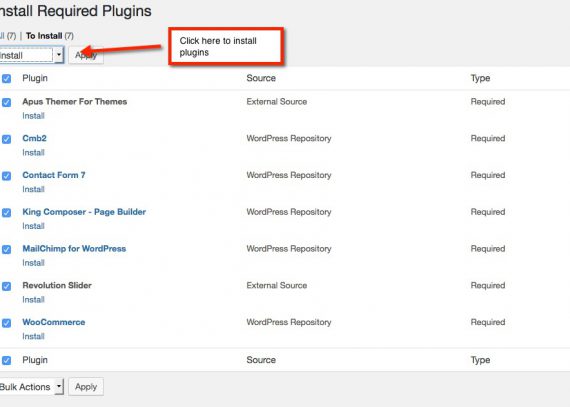 nstall Required Plugins
ll (7) | To Install (7)
nstall Apply
Click here to install
plugins
Plugin Source Type
Apus Themer For Themes External Source Required
Install
Cmb2 WordPress Repository Required
Install
Contact Form 7 WordPress Repository Required
Install
King Composer - Page Builder WordPress Repository Required
Install
MailChimp for WordPress WordPress Repository Required
Install
Revolution Slider External Source Required
Install
WooCommerce WordPress Repository Required
Install
Plugin Source Type
Bulk Actions Apply